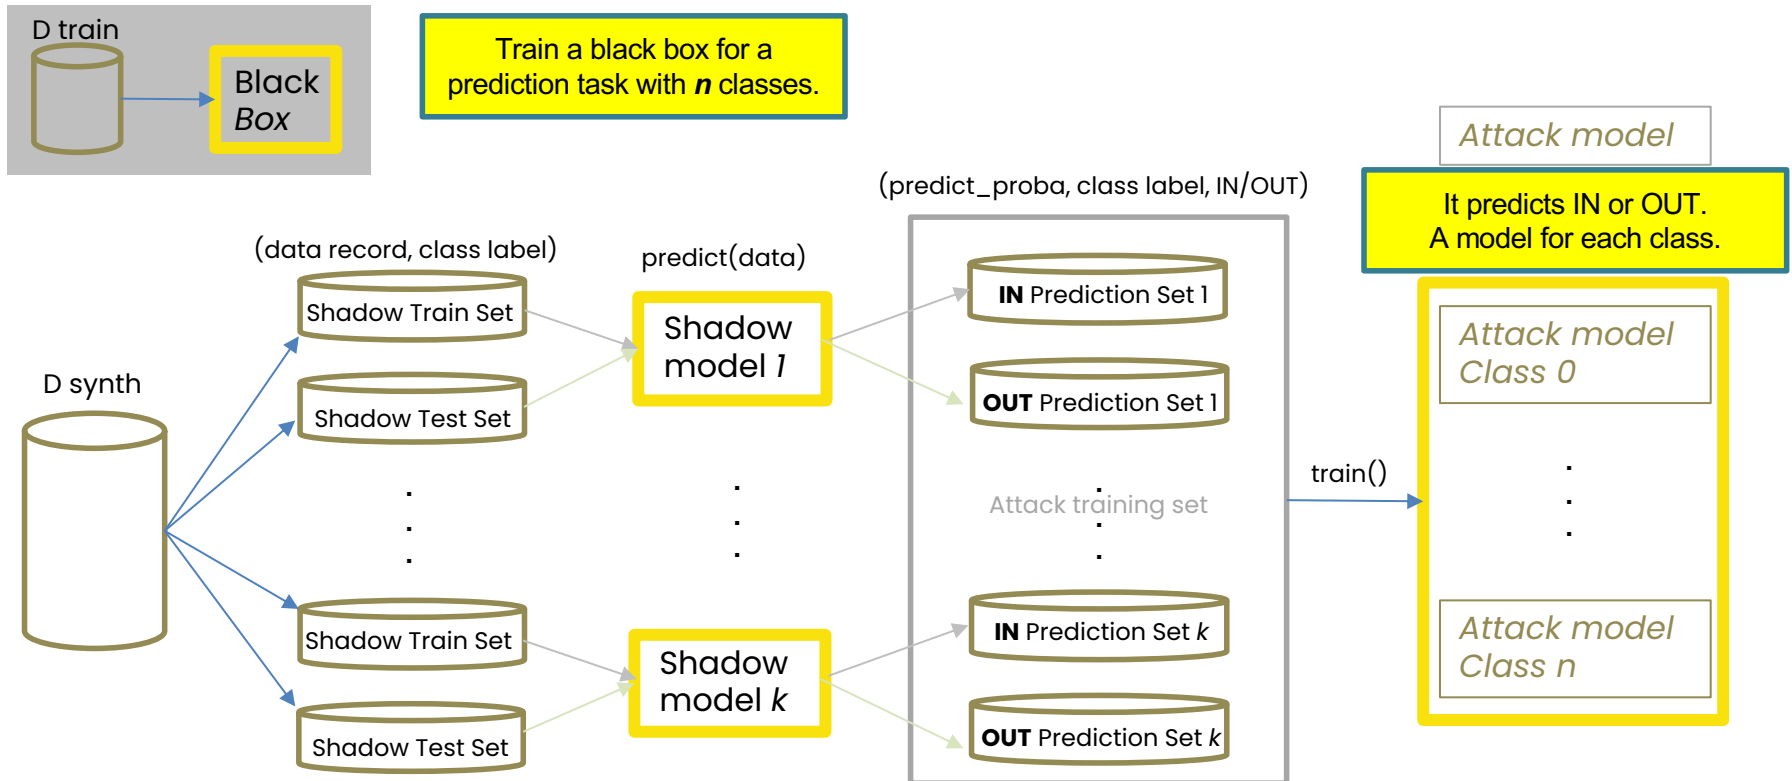 D train
Black
Box
Train a black box for a
prediction task with n classes.
Attack model
It predicts IN or OUT.
A model for each class.
(predict_proba, class label, IN/OUT)
(data record, class label)
predict(data)
D synth
Shadow Train Set
Shadow Test Set
Shadow
model 1
IN Prediction Set 1
OUT Prediction Set 1
Attack model
Class 0
.
.
.
.
.
.
.
.
.
Attack training set
train()
.
.
.
Shadow Train Set
Shadow Test Set
Shadow
model k
IN Prediction Set k
OUT Prediction Set k
Attack model
Class n